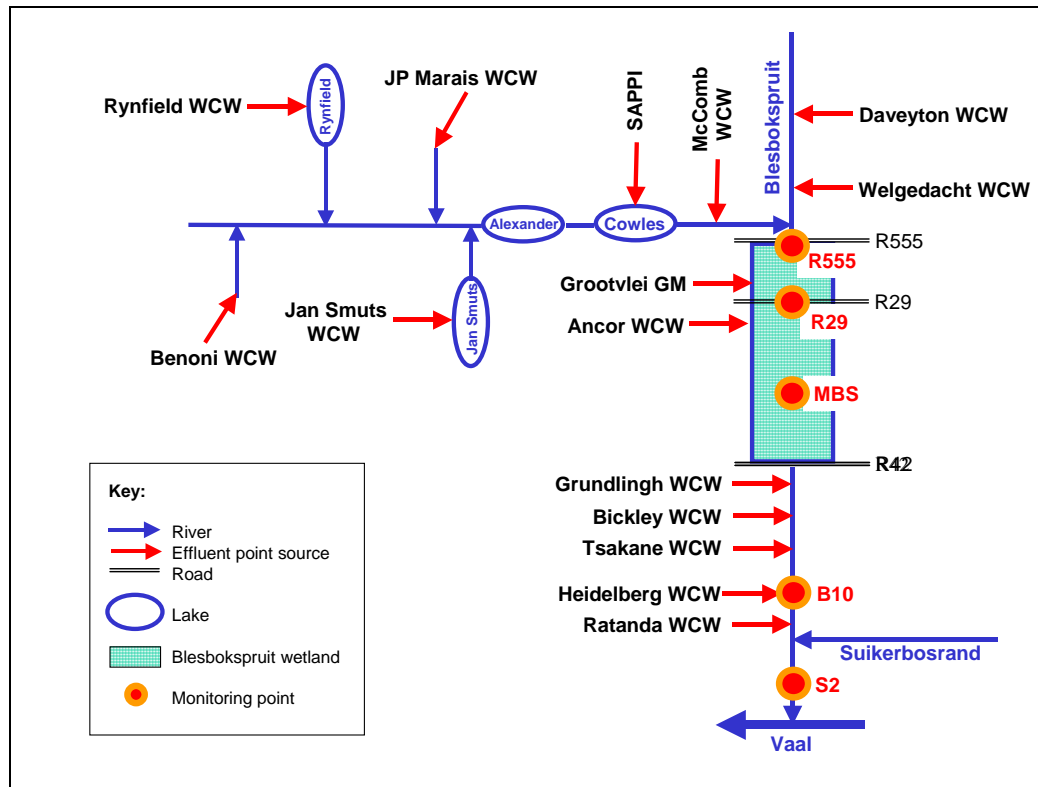 JP Marais WCW
Rynfield WCW
Rynfield
SAPPI
McComb
WCW
Blesbokspruit
Daveyton WCW
Welgedacht WCW
Alexander
Cowles
R555
R555
Grootvlei GM
R29
R29
Jan Smuts
WCW
Jan Smuts
Ancor WCW
Benoni WCW
MBS
R42
Grundlingh WCW
Bickley WCW
Tsakane WCW
Heidelberg WCW
B10
Ratanda WCW
Suikerbosrand
S2
Vaal
Key:
River
Effluent point source
Road
Lake
Blesbokspruit wetland
Monitoring point